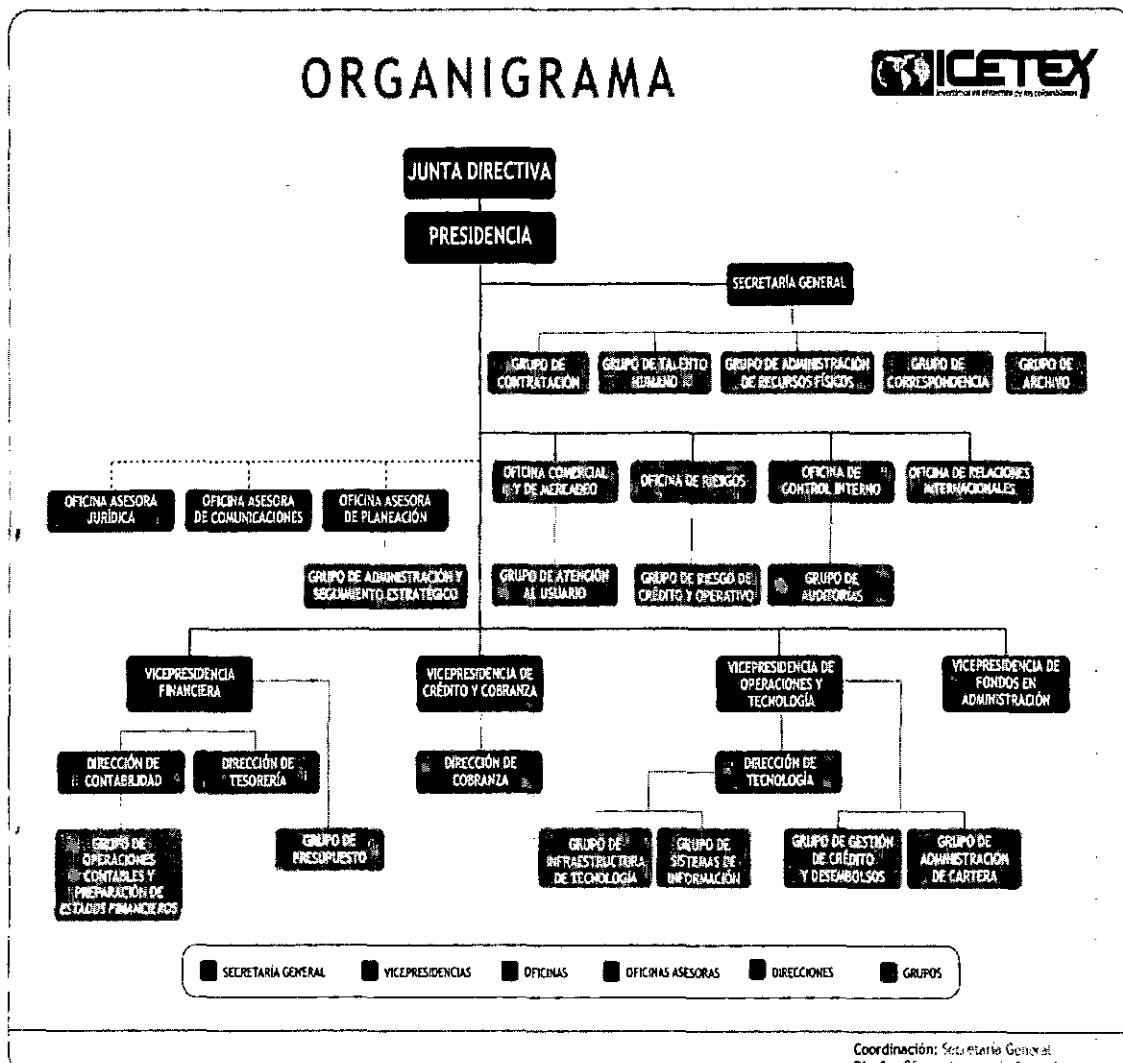 ORGANIGRAMA
ICETEX
JUNTA DIRECTIVA
PRESIDENCIA
SECRETARÍA GENERAL
GRUPO DE
CONTRATACIÓN
GRUPO DE TALENTO
HUMANO
GRUPO DE ADMINISTRACIÓN
DE RECURSOS FÍSICOS
GRUPO DE
CORRESPONDENCIA
GRUPO DE
ARCHIVO
OFICINA COMERCIAL
Y DE MERCADEO
OFICINA DE RIESGOS
OFICINA DE
CONTROL INTERNO
OFICINA DE RELACIONES
INTERNACIONALES
OFICINA ASESORA
JURÍDICA
OFICINA ASESORA
DE COMUNICACIONES
OFICINA ASESORA
DE PLANEACIÓN
GRUPO DE ADMINISTRACIÓN Y
SEGUIMIENTO ESTRATÉGICO
GRUPO DE ATENCIÓN
AL USUARIO
GRUPO DE RIESGO DE
CRÉDITO Y OPERATIVO
GRUPO DE
AUDITORÍAS
VICEPRESIDENCIA
FINANCIERA
VICEPRESIDENCIA DE
CRÉDITO Y COBRANZA
VICEPRESIDENCIA DE
OPERACIONES Y
TECNOLOGÍA
VICEPRESIDENCIA DE
FONDOS EN
ADMINISTRACIÓN
DIRECCIÓN DE
CONTABILIDAD
DIRECCIÓN DE
TESORERÍA
DIRECCIÓN DE
COBRANZA
DIRECCIÓN DE
TECNOLOGÍA
GRUPO DE
OPERACIONES
CONTABLES Y
PREPARACIÓN DE
ESTADOS FINANCIEROS
GRUPO DE
PRESUPUESTO
GRUPO DE
INFRAESTRUCTURA
DE TECNOLOGÍA
GRUPO DE
SISTEMAS DE
INFORMACIÓN
GRUPO DE GESTIÓN
DE CRÉDITO
Y DESEMBOLSOS
GRUPO DE
ADMINISTRACIÓN
DE CARTERA
SECRETARÍA GENERAL
VICEPRESIDENCIAS
OFICINAS
OFICINAS ASESORAS
DIRECCIONES
GRUPOS
Coordinación: Secretaría General